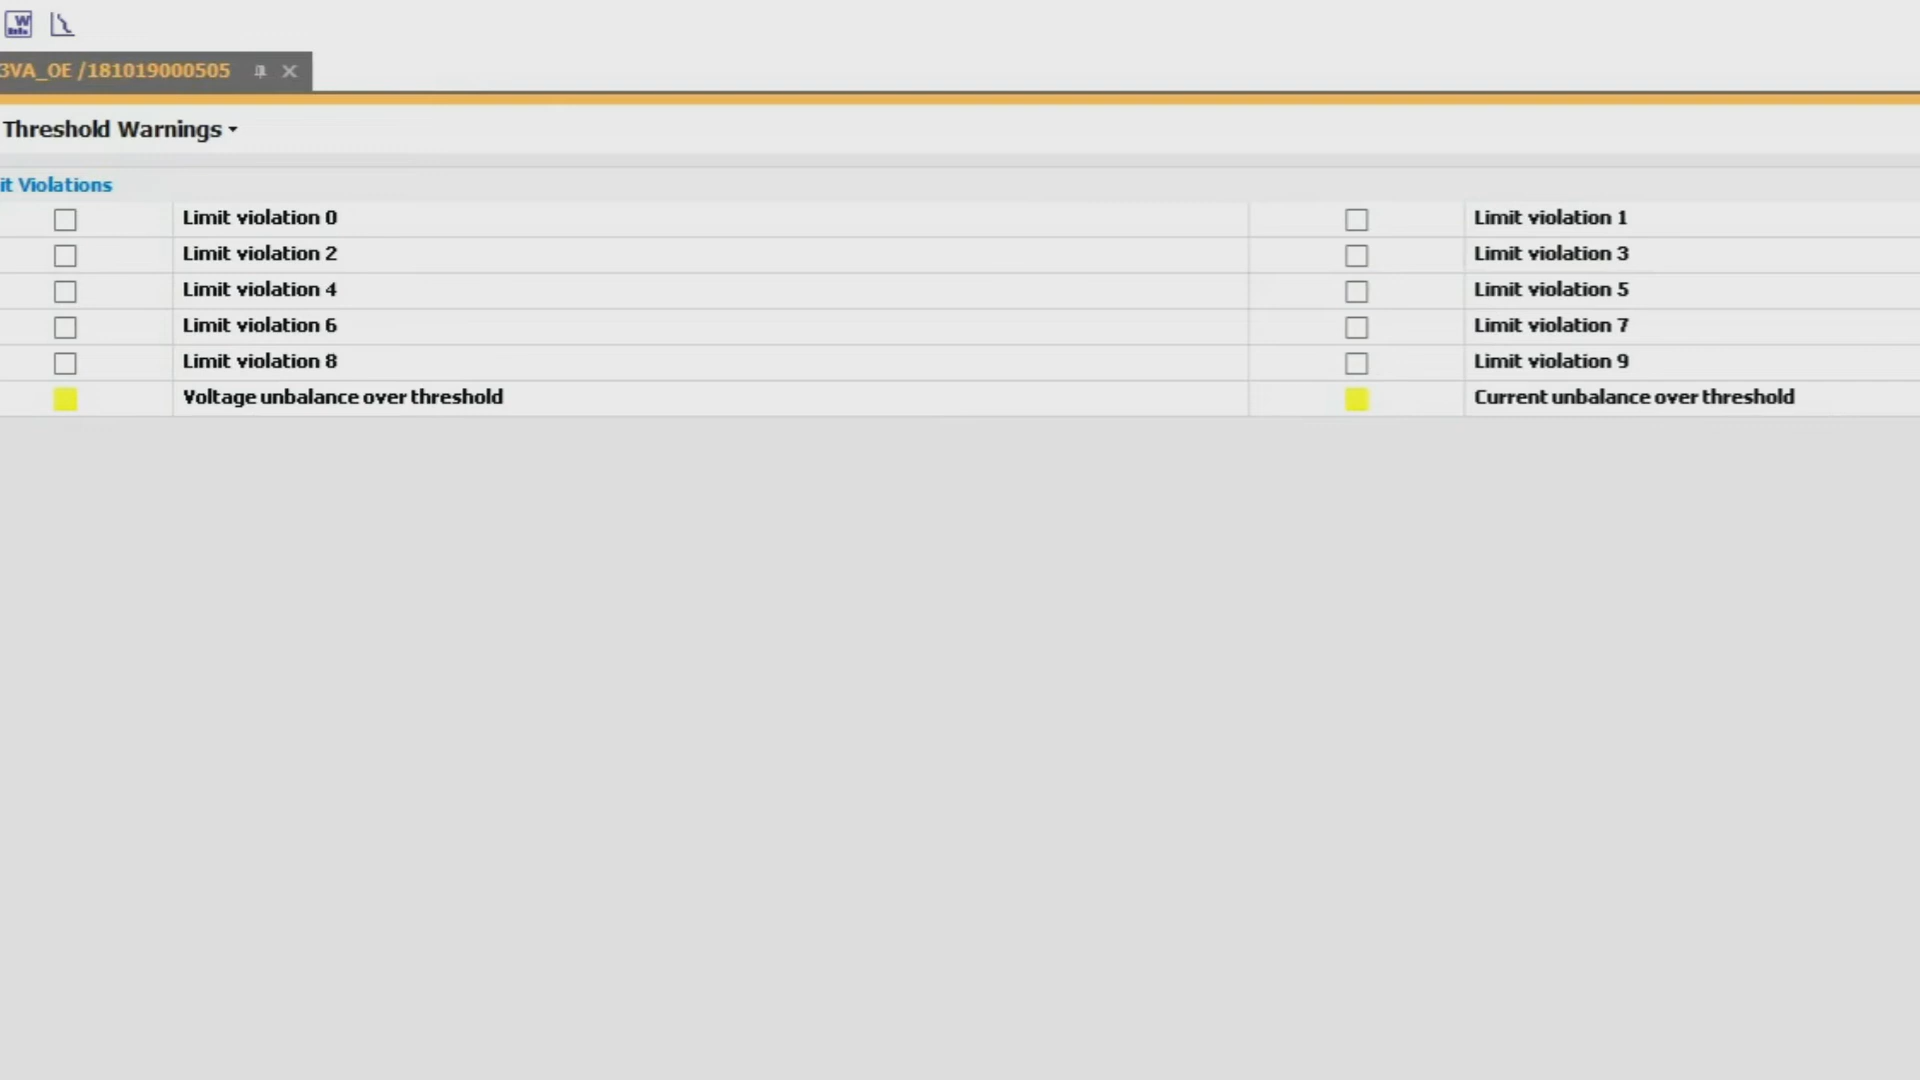 W
3VA_OE /181019000505
Threshold Warnings
it Violations
Limit violation 0
Limit violation 1
Limit violation 2
Limit violation 3
Limit violation 4
Limit violation 5
Limit violation 6
Limit violation 7
Limit violation 8
Limit violation 9
Voltage unbalance over threshold
Current unbalance over threshold